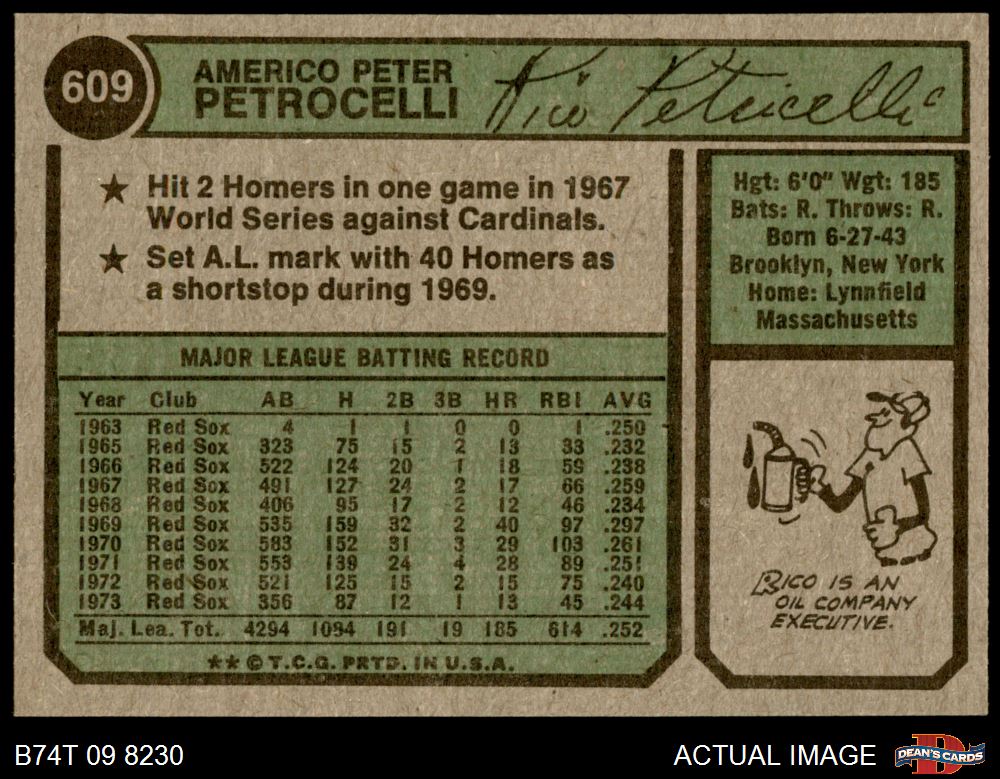 609
AMERICO PETER
PETROCELLI
Rico Petrocelli
★ Hit 2 Homers in one game in 1967
World Series against Cardinals.
★ Set A.L. mark with 40 Homers as
a shortstop during 1969.
Hgt: 6'0" Wgt: 185
Bats: R. Throws: R.
Born 6-27-43
Brooklyn, New York
Home: Lynnfield
Massachusetts
MAJOR LEAGUE BATTING RECORD
Year Club AB H 2B 3B HR RBI AVG
1963 Red Sox 4 1 1 0 0 1 .250
1965 Red Sox 323 75 15 2 13 33 .232
1966 Red Sox 522 124 20 1 18 59 .238
1967 Red Sox 491 127 24 2 17 66 .259
1968 Red Sox 406 95 17 2 12 46 .234
1969 Red Sox 535 159 32 2 40 97 .297
1970 Red Sox 583 152 31 3 29 103 .261
1971 Red Sox 553 139 24 4 28 89 .251
1972 Red Sox 521 125 15 2 15 75 .240
1973 Red Sox 356 87 12 1 13 45 .244
Maj. Lea. Tot. 4294 1084 191 19 185 614 .252
★★ © T.C.G. PRTD. IN U.S.A.
RICO IS AN
OIL COMPANY
EXECUTIVE.
B74T 09 8230
ACTUAL IMAGE
DEAN'S CARDS